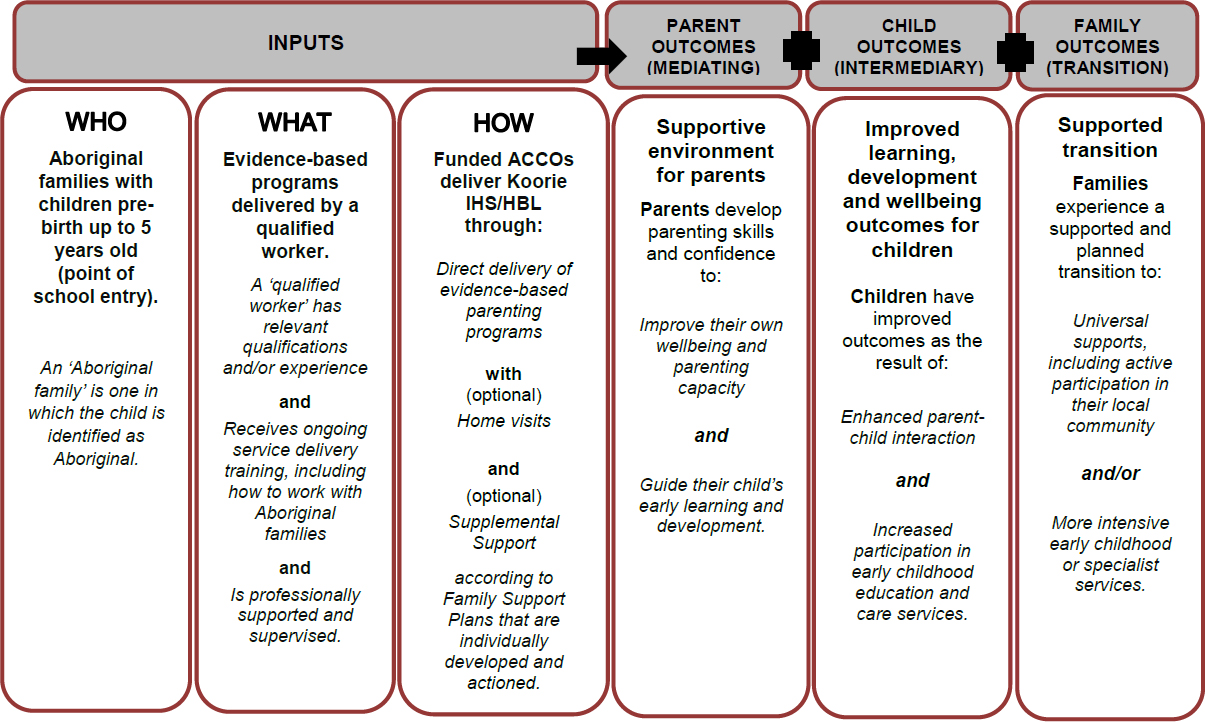 INPUTS
PARENT
OUTCOMES
(MEDIATING)
CHILD
OUTCOMES
(INTERMEDIARY)
FAMILY
OUTCOMES
(TRANSITION)
WHO
Aboriginal
families with
children pre-
birth up to 5
years old
(point of
school entry).
An ‘Aboriginal
family’ is one in
which the child is
identified as
Aboriginal.
WHAT
Evidence-based
programs
delivered by a
qualified
worker.
A ‘qualified
worker’ has
relevant
qualifications
and/or experience
and
Receives ongoing
service delivery
training, including
how to work with
Aboriginal
families
and
Is professionally
supported and
supervised.
HOW
Funded ACCOs
deliver Koorie
IHS/HBL
through:
Direct delivery of
evidence-based
parenting
programs
with
(optional)
Home visits
and
(optional)
Supplemental
Support
according to
Family Support
Plans that are
individually
developed and
actioned.
Supportive
environment
for parents
Parents develop
parenting skills
and confidence
to:
Improve their own
wellbeing and
parenting
capacity
and
Guide their child’s
early learning and
development.
Improved
learning,
development
and wellbeing
outcomes for
children
Children have
improved
outcomes as the
result of:
Enhanced parent-
child interaction
and
Increased
participation in
early childhood
education and
care services.
Supported
transition
Families
experience a
supported and
planned
transition to:
Universal
supports,
including active
participation in
their local
community
and/or
More intensive
early childhood
or specialist
services.